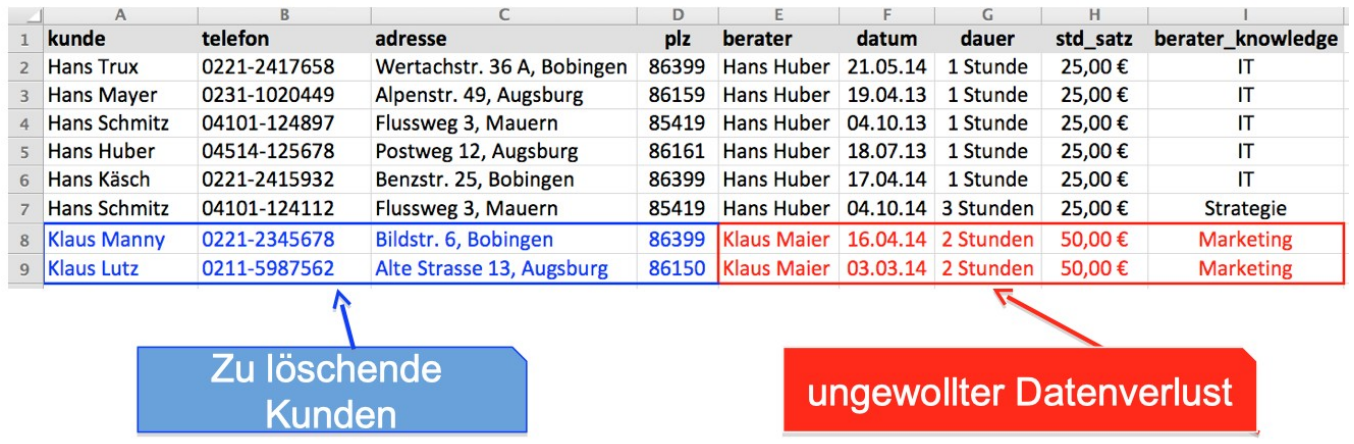 A B C D E F G H I
1 kunde telefon adresse plz berater datum dauer std_satz berater_knowledge
2 Hans Trux 0221-2417658 Wertachstr. 36 A, Bobingen 86399 Hans Huber 21.05.14 1 Stunde 25,00 € IT
3 Hans Mayer 0231-1020449 Alpenstr. 49, Augsburg 86159 Hans Huber 19.04.13 1 Stunde 25,00 € IT
4 Hans Schmitz 04101-124897 Flussweg 3, Mauern 85419 Hans Huber 04.10.13 1 Stunde 25,00 € IT
5 Hans Huber 04514-125678 Postweg 12, Augsburg 86161 Hans Huber 18.07.13 1 Stunde 25,00 € IT
6 Hans Käsch 0221-2415932 Benzstr. 25, Bobingen 86399 Hans Huber 17.04.14 1 Stunde 25,00 € IT
7 Hans Schmitz 04101-124112 Flussweg 3, Mauern 85419 Hans Huber 04.10.14 3 Stunden 25,00 € Strategie
8 Klaus Manny 0221-2345678 Bildstr. 6, Bobingen 86399 Klaus Maier 16.04.14 2 Stunden 50,00 € Marketing
9 Klaus Lutz 0211-5987562 Alte Strasse 13, Augsburg 86150 Klaus Maier 03.03.14 2 Stunden 50,00 € Marketing
Zu löschende
Kunden
ungewollter Datenverlust